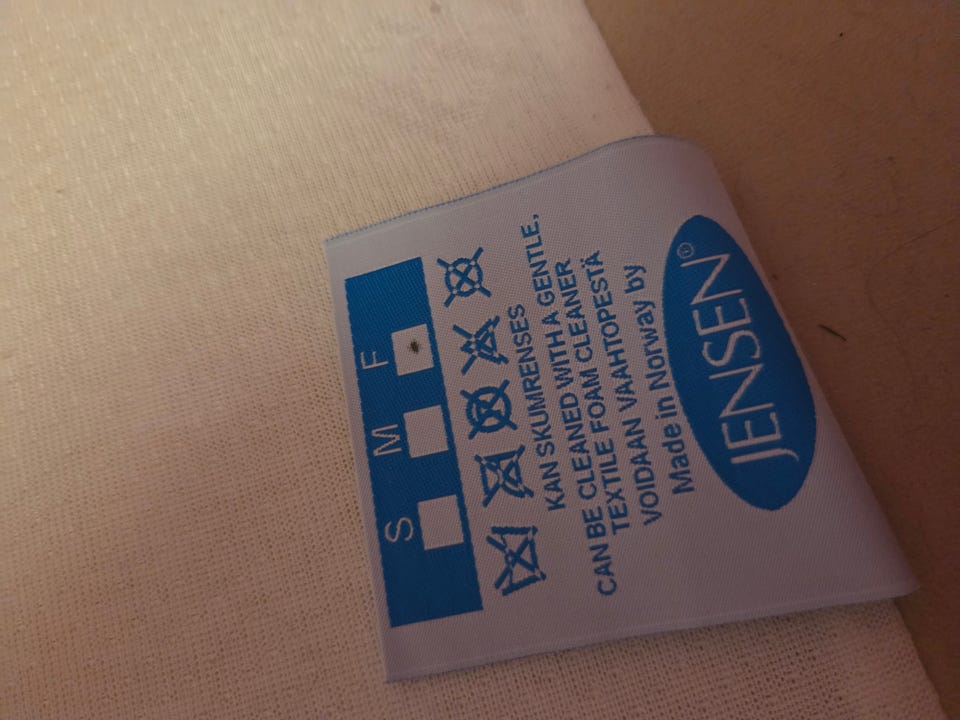 S M F
KAN SKUMRENSES
CAN BE CLEANED WITH A GENTLE,
TEXTILE FOAM CLEANER
VOIDAAN VAAHTOPESTÄ
Made in Norway by
JENSEN®